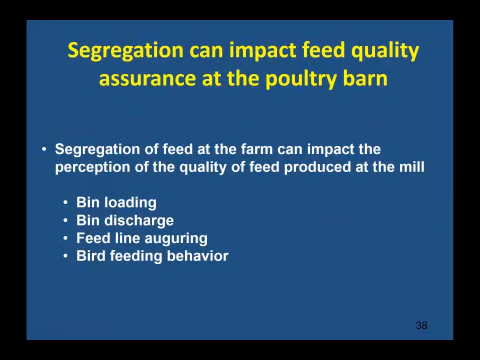 Segregation can impact feed quality
assurance at the poultry barn
• Segregation of feed at the farm can impact the
perception of the quality of feed produced at the mill
• Bin loading
• Bin discharge
• Feed line auguring
• Bird feeding behavior
38